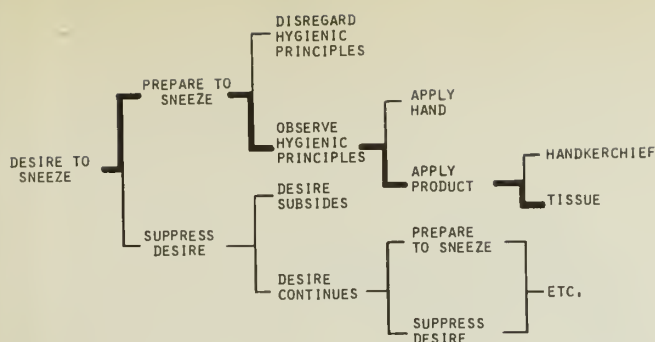 DISREGARD
HYGIENIC
PRINCIPLES
PREPARE TO
SNEEZE
OBSERVE
HYGIENIC
PRINCIPLES
APPLY
HAND
DESIRE TO
SNEEZE
APPLY
PRODUCT
HANDKERCHIEF
TISSUE
DESIRE
SUBSIDES
SUPPRESS
DESIRE
PREPARE
TO SNEEZE
DESIRE
CONTINUES
ETC.
SUPPRESS
DESIRE